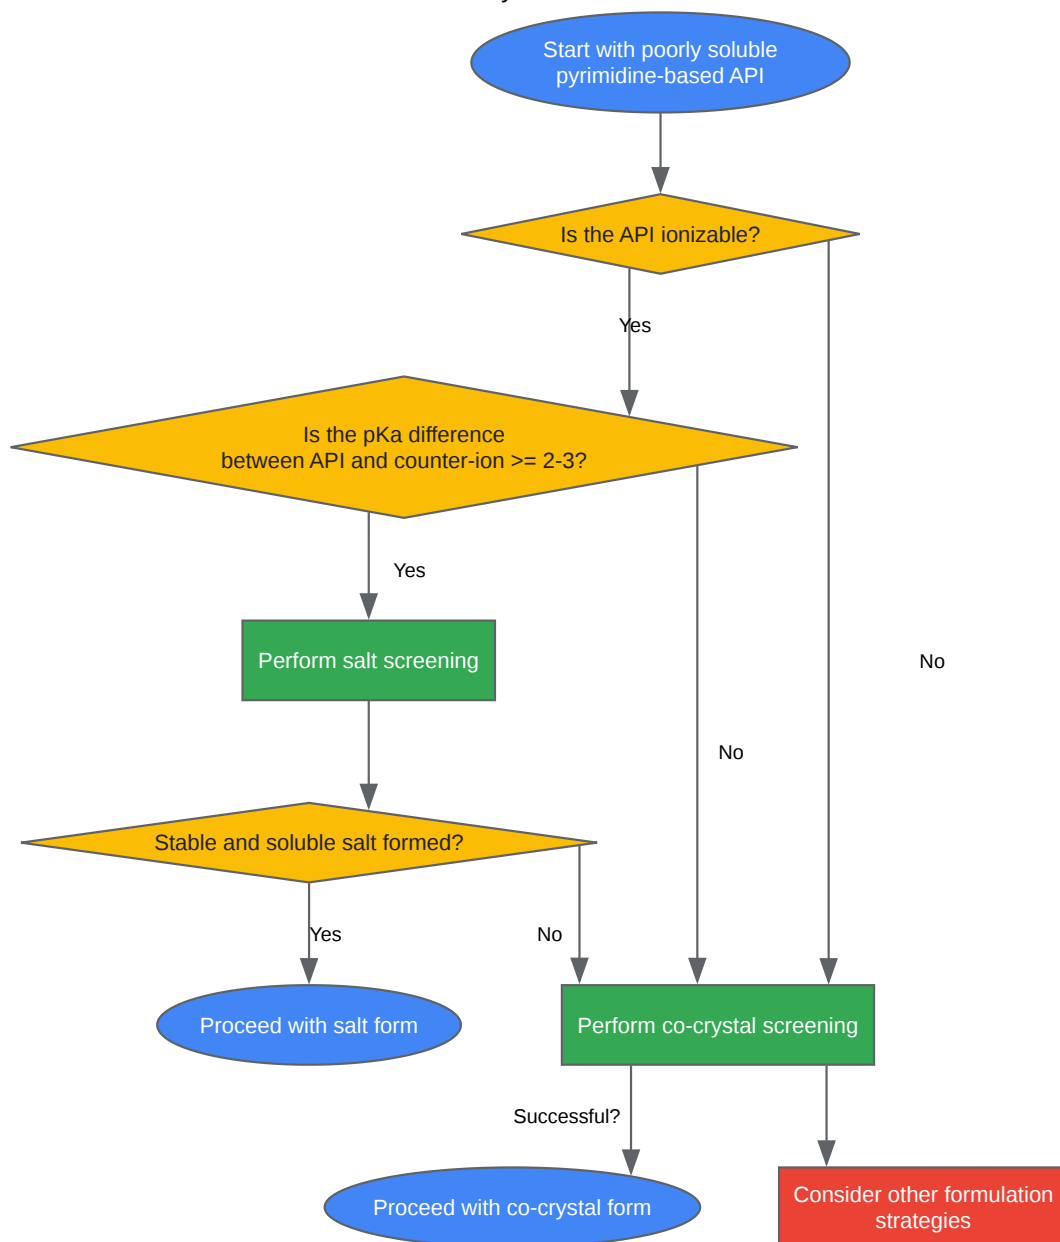 Start with poorly soluble
pyrimidine-based API
Is the API ionizable?
Yes
Is the pKa difference
between API and counter-ion >= 2-3?
Yes
Perform salt screening
No
No
Stable and soluble salt formed?
Yes
No
Proceed with salt form
Perform co-crystal screening
Successful?
Proceed with co-crystal form
Consider other formulation
strategies